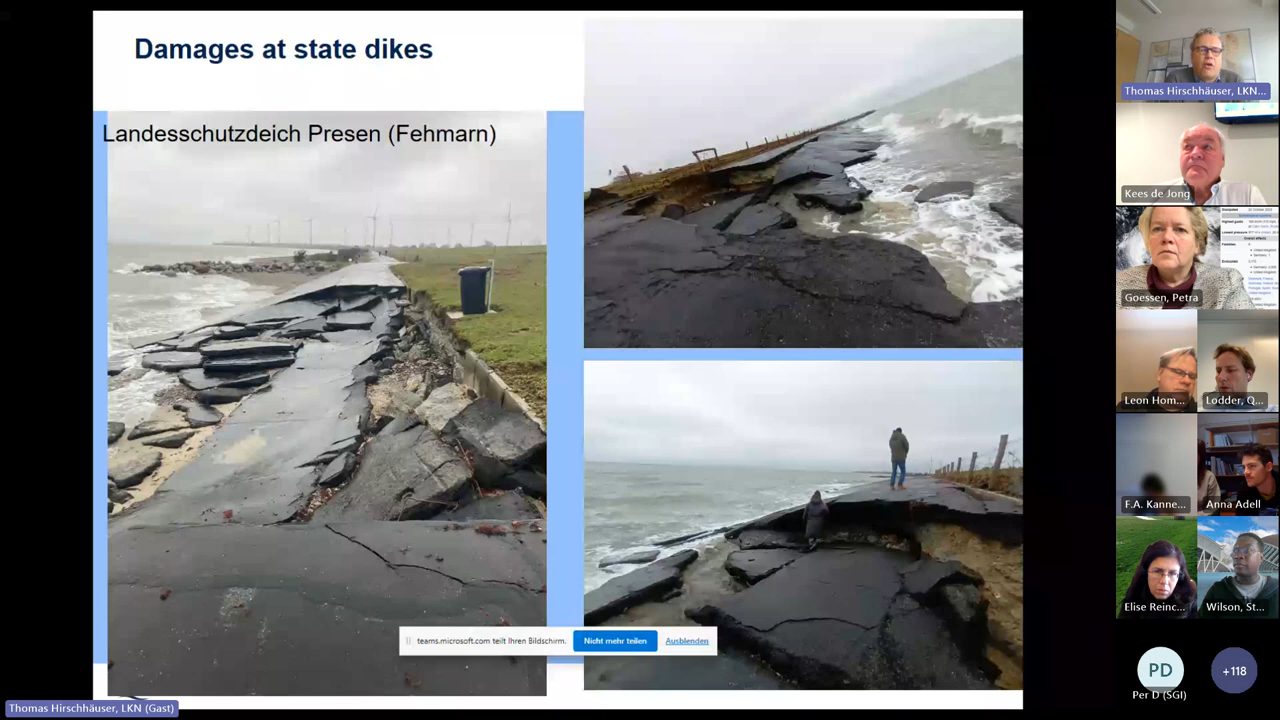 Damages at state dikes
Landesschutzdeich Presen (Fehmarn)
teams.microsoft.com teilt Ihren Bildschirm.
Nicht mehr teilen
Ausblenden
Thomas Hirschhäuser, LKN (Gast)
Thomas Hirschhäuser, LKN...
Kees de Jong
Goessen, Petra
Leon Hom...
Lodder, Q...
F.A. Kanne...
Anna Adell
Elise Reinc...
Wilson, St...
PD
Per D (SGI)
+118